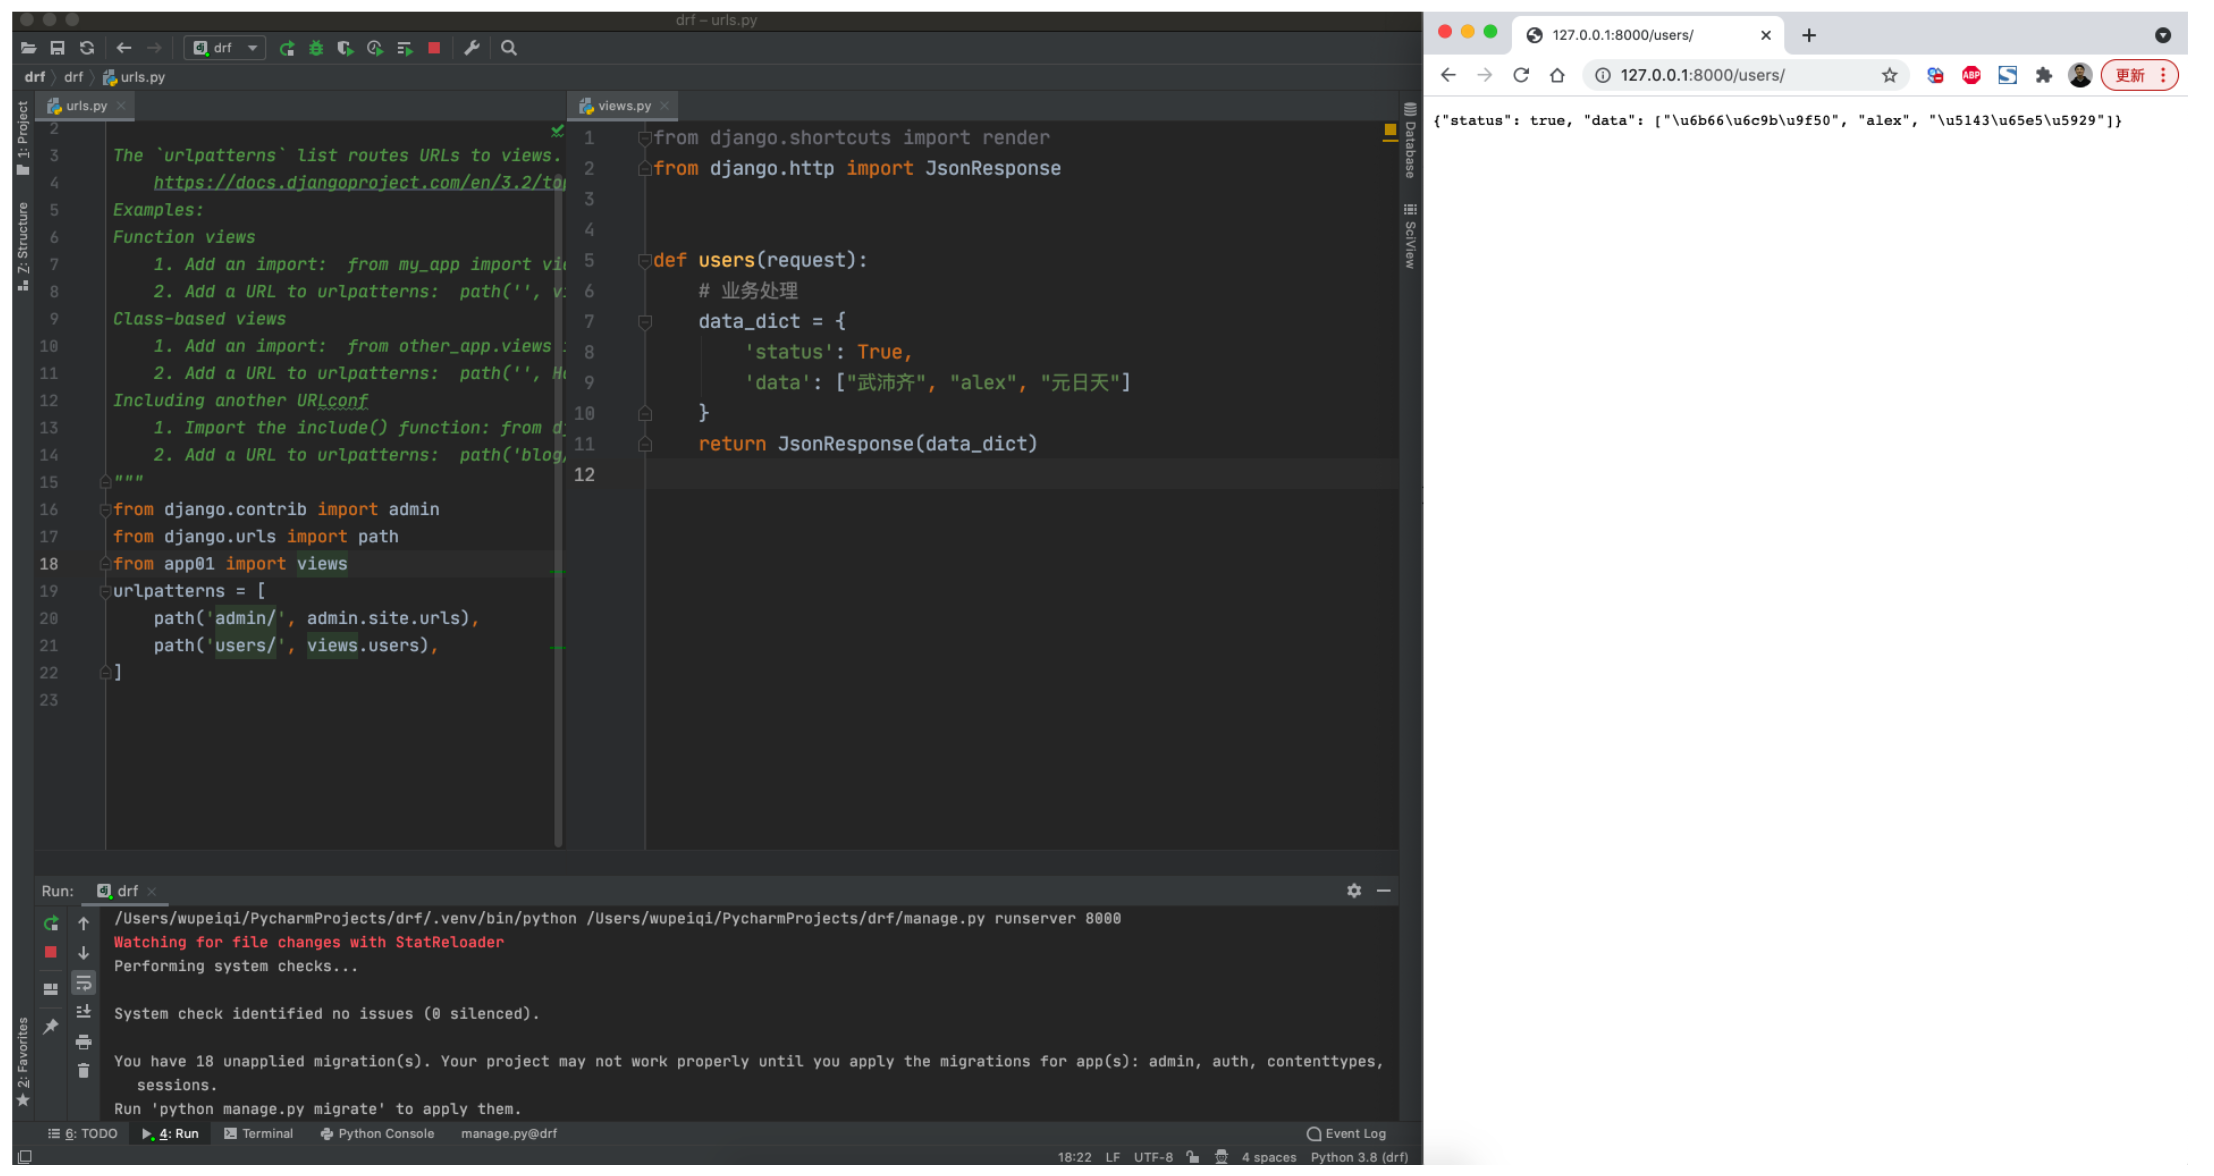 drf – urls.py
drf
drf
drf
urls.py
1: Project
Z: Structure
2: Favorites
urls.py
2
3 The `urlpatterns` list routes URLs to views.
4 https://docs.djangoproject.com/en/3.2/to
5 Examples:
6 Function views
7 1. Add an import:  from my_app import vi
8 2. Add a URL to urlpatterns:  path('', v
9 Class-based views
10 1. Add an import:  from other_app.views
11 2. Add a URL to urlpatterns:  path('', H
12 Including another URLconf
13 1. Import the include() function: from d
14 2. Add a URL to urlpatterns:  path('blog/
15 """
16 from django.contrib import admin
17 from django.urls import path
18 from app01 import views
19 urlpatterns = [
20 path('admin/', admin.site.urls),
21 path('users/', views.users),
22 ]
23
views.py
1 from django.shortcuts import render
2 from django.http import JsonResponse
3
4
5 def users(request):
6 # 业务处理
7 data_dict = {
8 'status': True,
9 'data': ["武沛齐", "alex", "元日天"]
10 }
11 return JsonResponse(data_dict)
12
Database
SciView
Run: drf
/Users/wupeiqi/PycharmProjects/drf/.venv/bin/python /Users/wupeiqi/PycharmProjects/drf/manage.py runserver 8000
Watching for file changes with StatReloader
Performing system checks...
System check identified no issues (0 silenced).
You have 18 unapplied migration(s). Your project may not work properly until you apply the migrations for app(s): admin, auth, contenttypes,
sessions.
Run 'python manage.py migrate' to apply them.
6: TODO 4: Run Terminal Python Console manage.py@drf Event Log
18:22 LF UTF-8 4 spaces Python 3.8 (drf)
127.0.0.1:8000/users/
127.0.0.1:8000/users/
ABP
更新
{"status": true, "data": ["\u6b66\u6c9b\u9f50", "alex", "\u5143\u65e5\u5929"]}